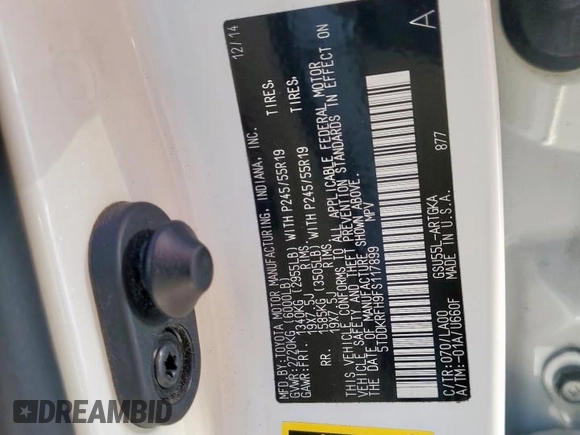 MFD.BY:TOYOTA MOTOR MANUFACTURING, INDIANA, INC. 12/14
GVWR:2720KG (6000LB)
GAWR:FRT. 1340KG (2955LB) WITH P245/55R19 TIRES,
19X7.5J RIMS,
RR. 1585KG (3505LB) WITH P245/55R19 TIRES,
19X7.5J RIMS,
THIS VEHICLE CONFORMS TO ALL APPLICABLE FEDERAL MOTOR
VEHICLE SAFETY AND THEFT PREVENTION STANDARDS IN EFFECT ON
THE DATE OF MANUFACTURE SHOWN ABOVE.
5TDDKRFH9FS117899 MPV
C/TR:070/LA00 GSU55L-ARTGKA A
A/TM:-01A/U660F MADE IN U.S.A. 877
DREAMBID